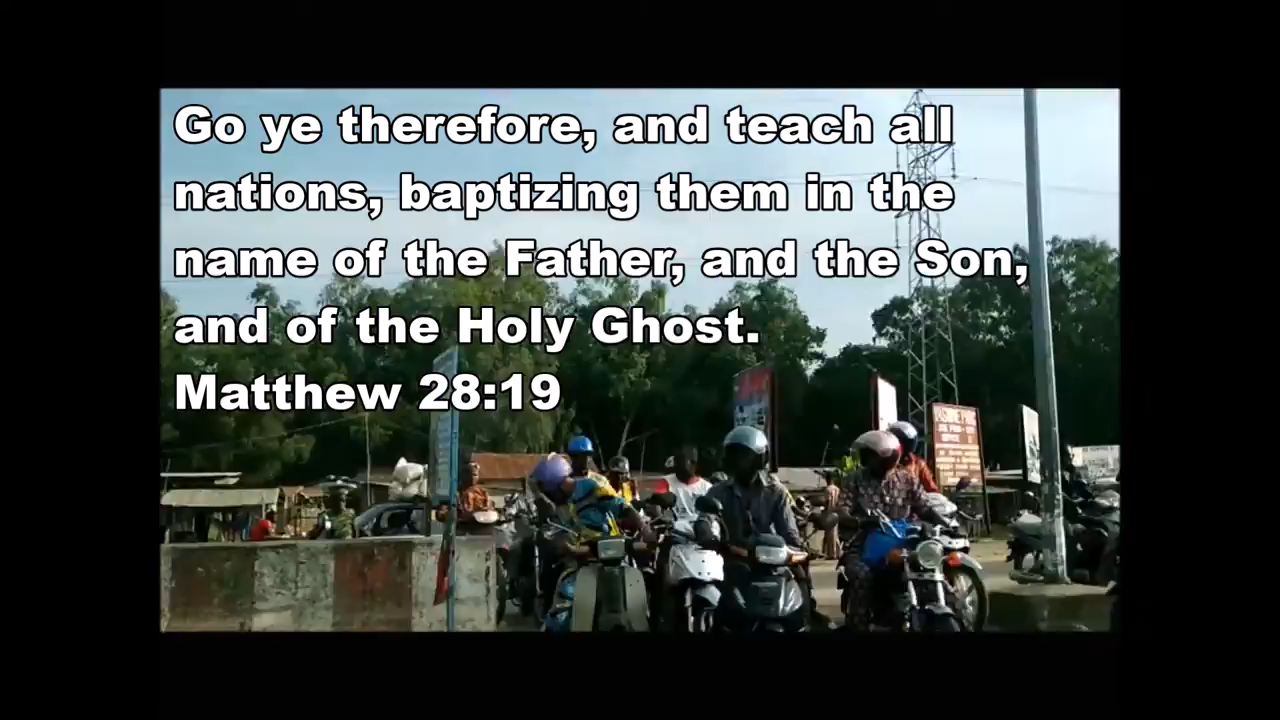 Go ye therefore, and teach all
nations, baptizing them in the
name of the Father, and the Son,
and of the Holy Ghost.
Matthew 28:19